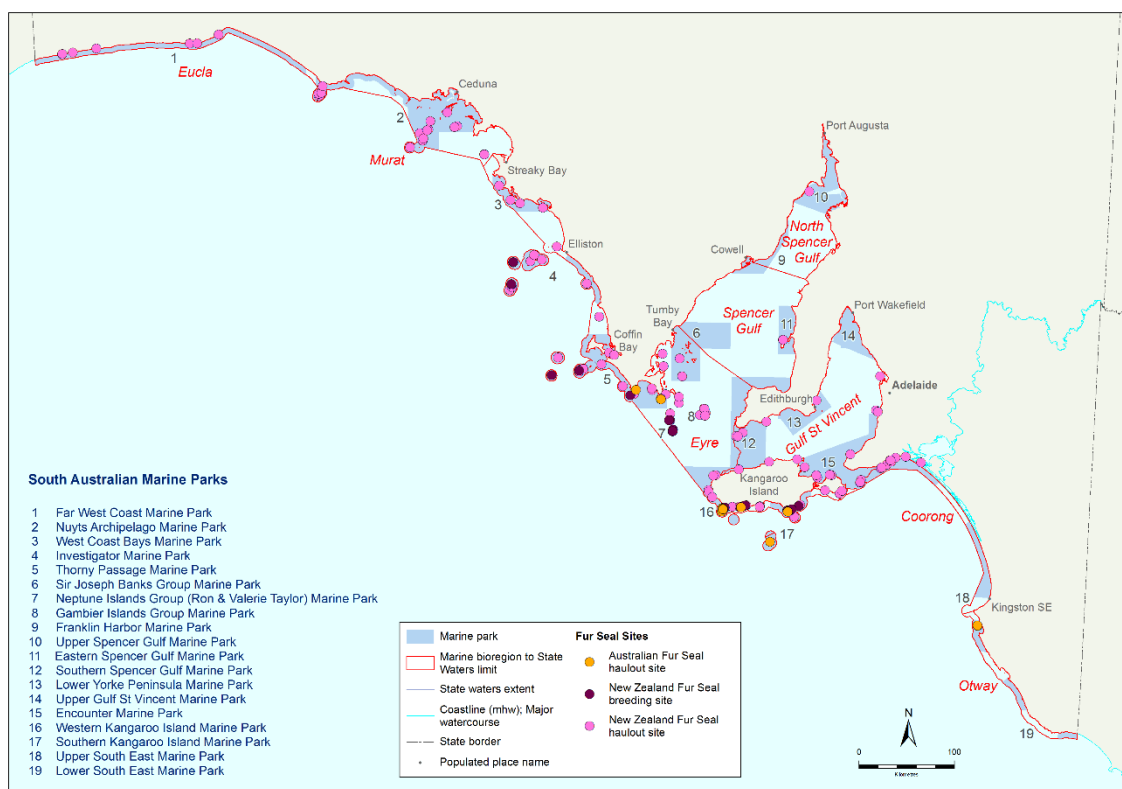 1
Eucla
Ceduna
2
Port Augusta
Murat
Streaky Bay
10
3
North
Spencer
Gulf
Elliston
Cowell
9
4
Port Wakefield
Tumby
Bay
Spencer
Gulf
11
6
14
Coffin
Bay
5
Adelaide
Edithburgh
13
8
Gulf St Vincent
7
Eyre
12
15
Kangaroo
Island
16
17
Coorong
18
Kingston SE
Otway
19
South Australian Marine Parks
1 Far West Coast Marine Park
2 Nuyts Archipelago Marine Park
3 West Coast Bays Marine Park
4 Investigator Marine Park
5 Thorny Passage Marine Park
6 Sir Joseph Banks Group Marine Park
7 Neptune Islands Group (Ron & Valerie Taylor) Marine Park
8 Gambier Islands Group Marine Park
9 Franklin Harbor Marine Park
10 Upper Spencer Gulf Marine Park
11 Eastern Spencer Gulf Marine Park
12 Southern Spencer Gulf Marine Park
13 Lower Yorke Peninsula Marine Park
14 Upper Gulf St Vincent Marine Park
15 Encounter Marine Park
16 Western Kangaroo Island Marine Park
17 Southern Kangaroo Island Marine Park
18 Upper South East Marine Park
19 Lower South East Marine Park
Marine park
Marine bioregion to State
Waters limit
State waters extent
Coastline (mhw); Major
watercourse
State border
Populated place name
Fur Seal Sites
Australian Fur Seal
haulout site
New Zealand Fur Seal
breeding site
New Zealand Fur Seal
haulout site
N
0 100
Kilometres